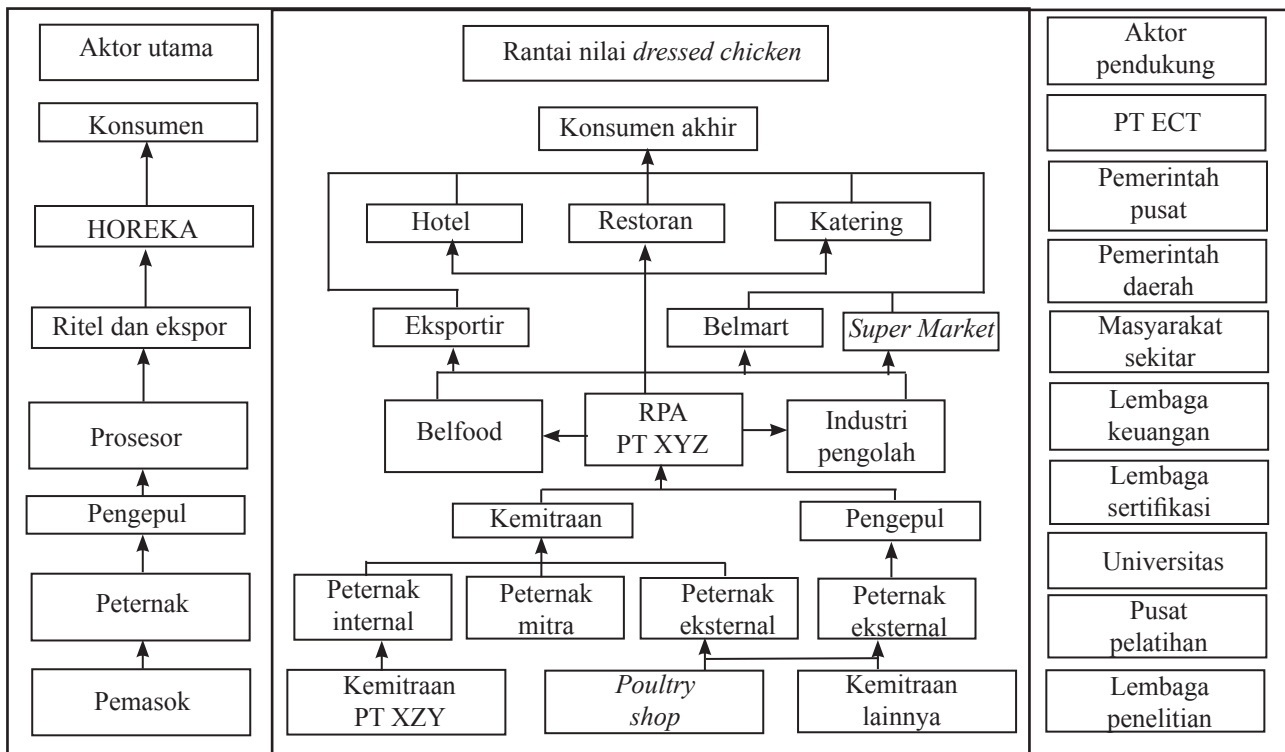 Aktor utama
Konsumen
HOREKA
Ritel dan ekspor
Prosesor
Pengepul
Peternak
Pemasok
Rantai nilai dressed chicken
Konsumen akhir
Hotel
Restoran
Katering
Eksportir
Belmart
Super Market
Belfood
RPA
PT XYZ
Industri
pengolah
Kemitraan
Pengepul
Peternak
internal
Peternak
mitra
Peternak
eksternal
Peternak
eksternal
Kemitraan
PT XZY
Poultry
shop
Kemitraan
lainnya
Aktor
pendukung
PT ECT
Pemerintah
pusat
Pemerintah
daerah
Masyarakat
sekitar
Lembaga
keuangan
Lembaga
sertifikasi
Universitas
Pusat
pelatihan
Lembaga
penelitian